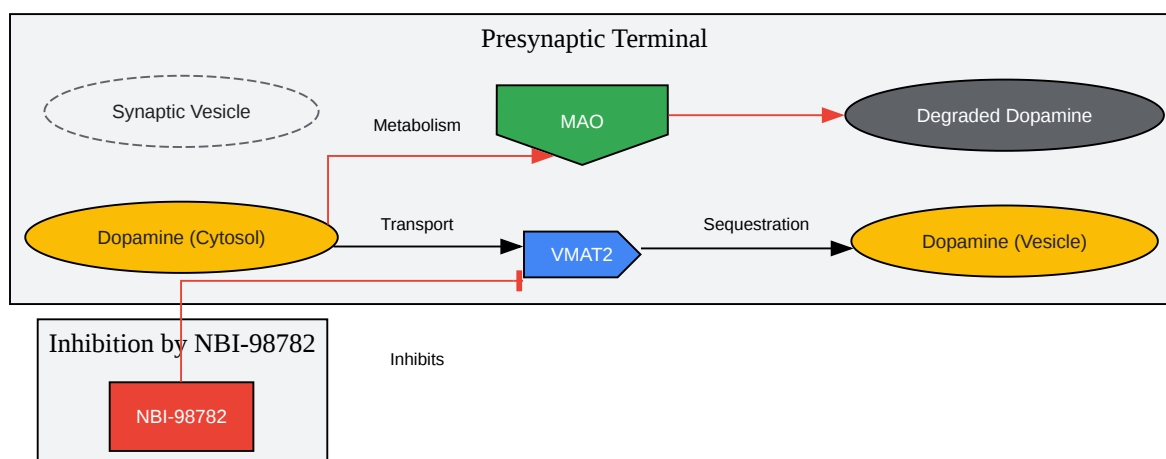 Presynaptic Terminal
Synaptic Vesicle
Metabolism
MAO
Degraded Dopamine
Dopamine (Cytosol)
Transport
VMAT2
Sequestration
Dopamine (Vesicle)
Inhibition by NBI-98782
Inhibits
NBI-98782